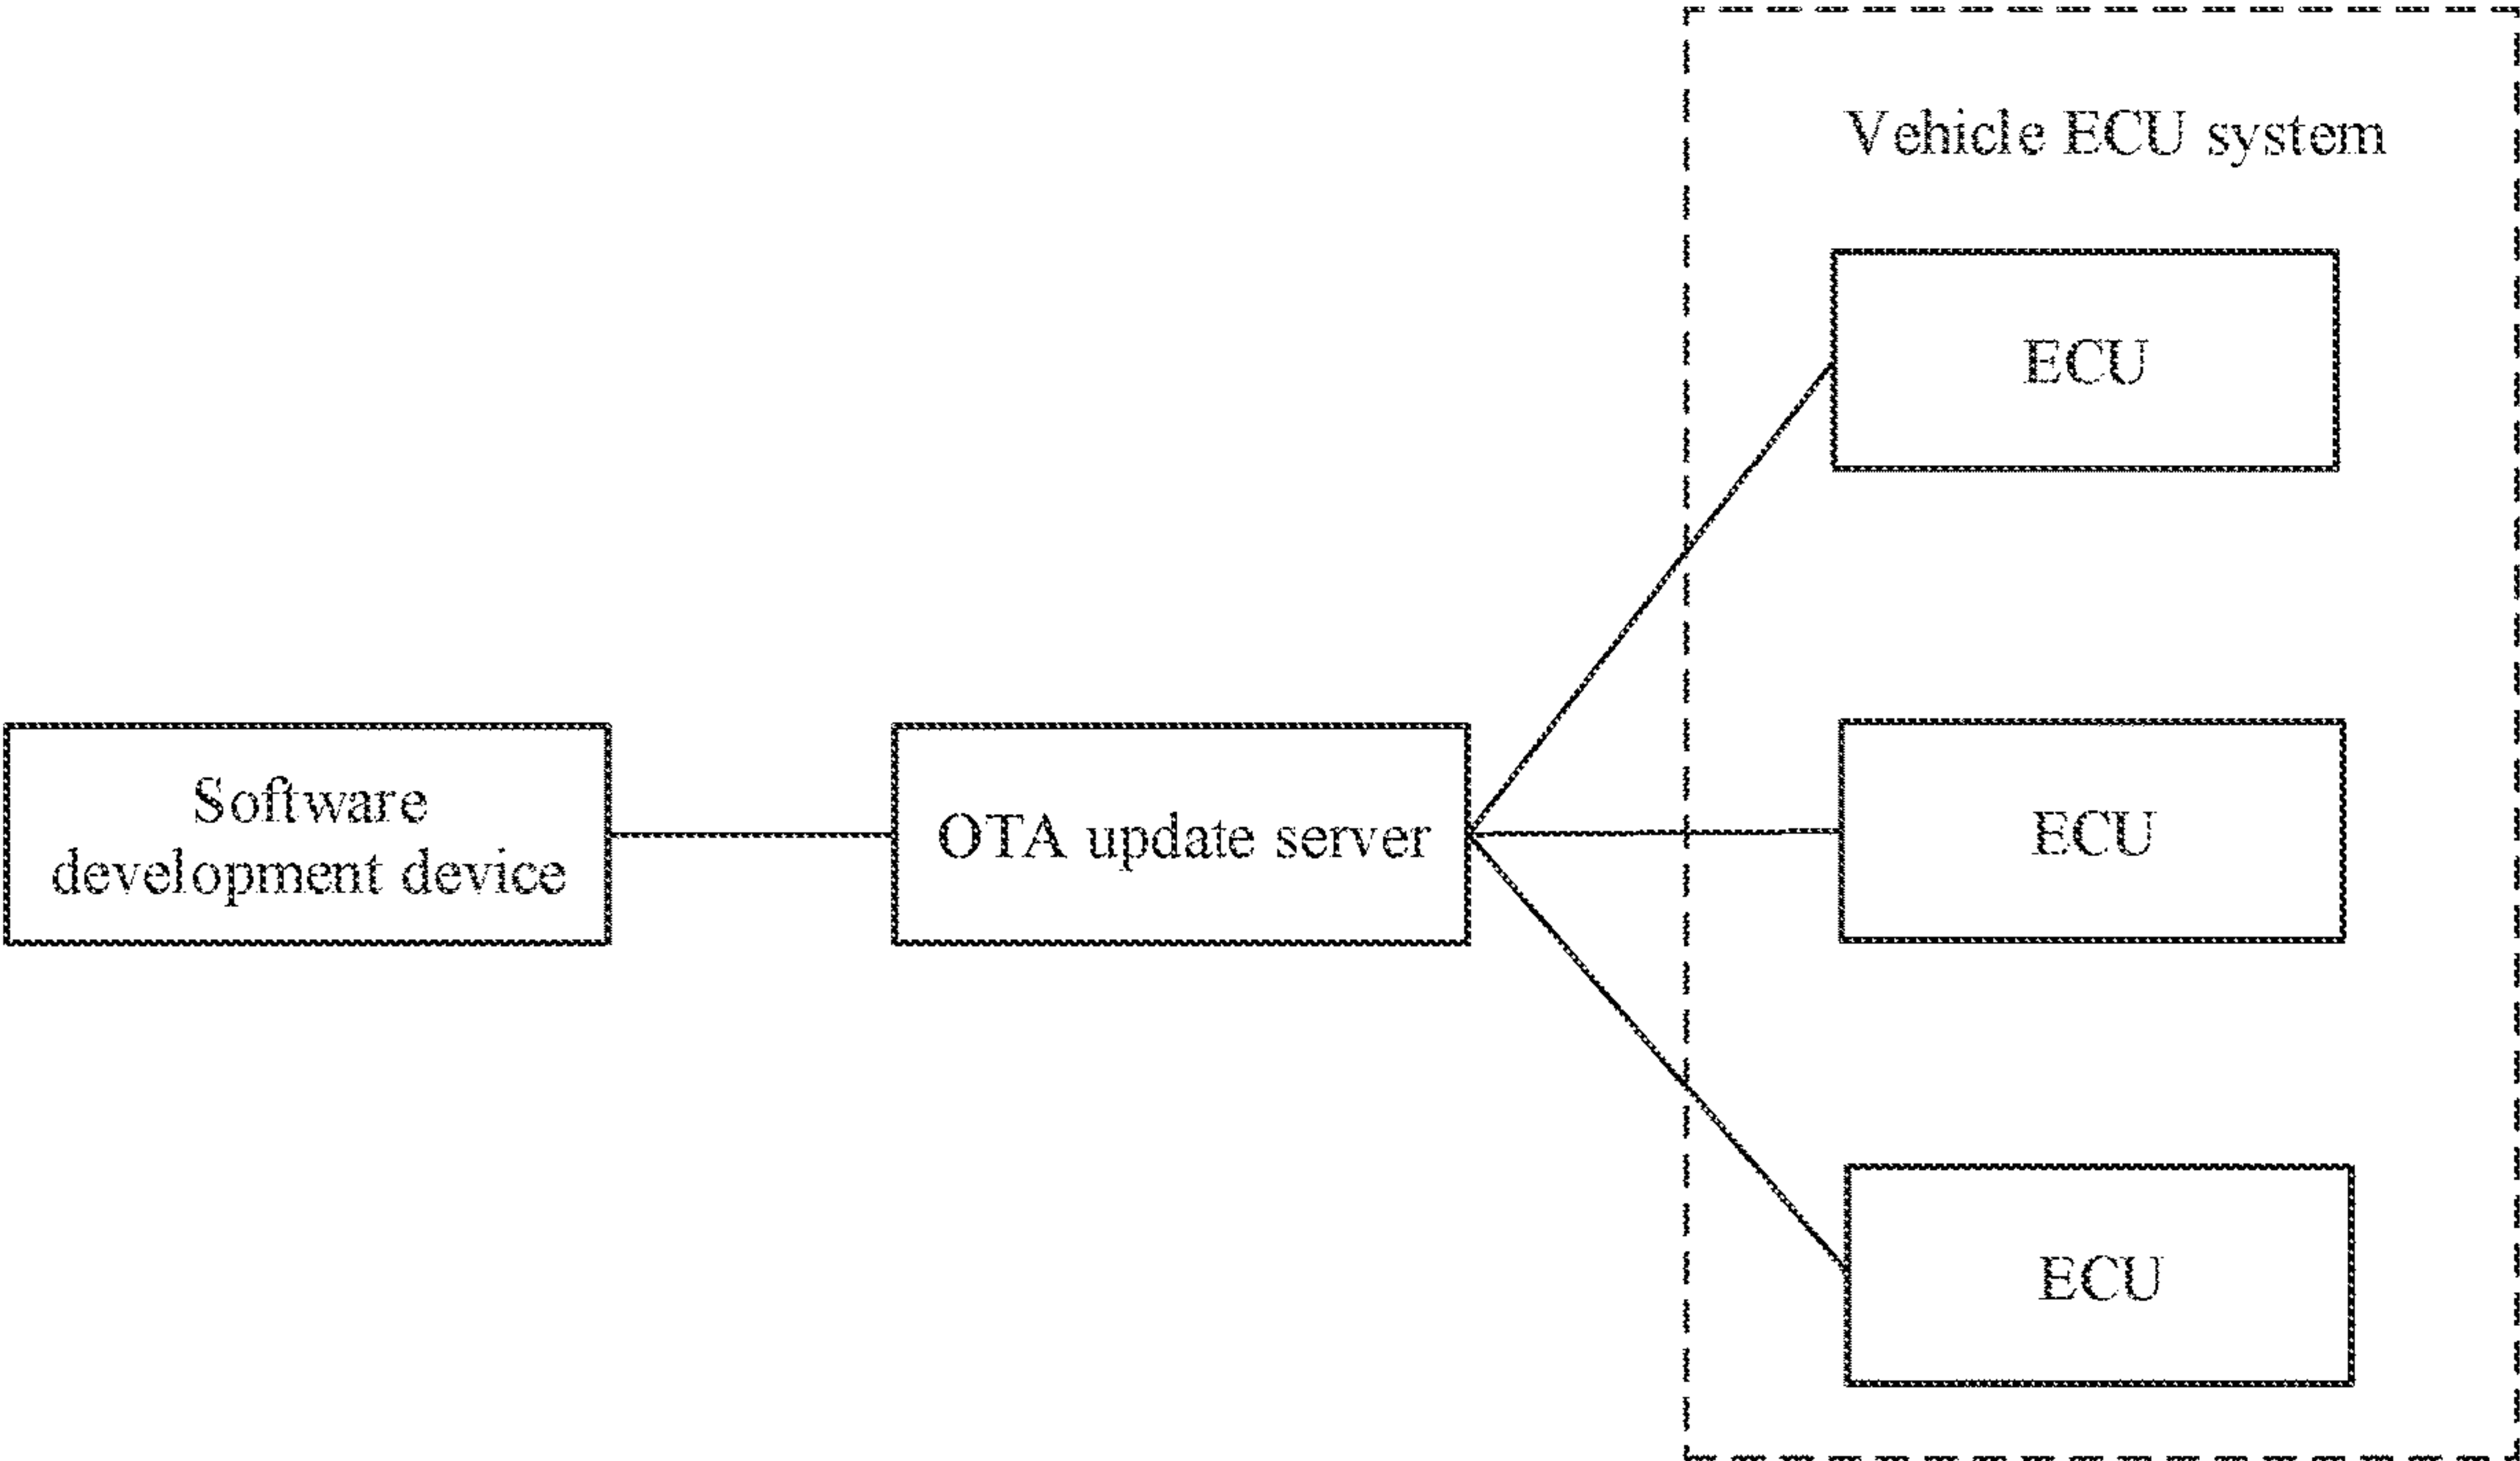 Vehicle ECU system
ECU
Software
development device
OTA update server
ECU
ECU